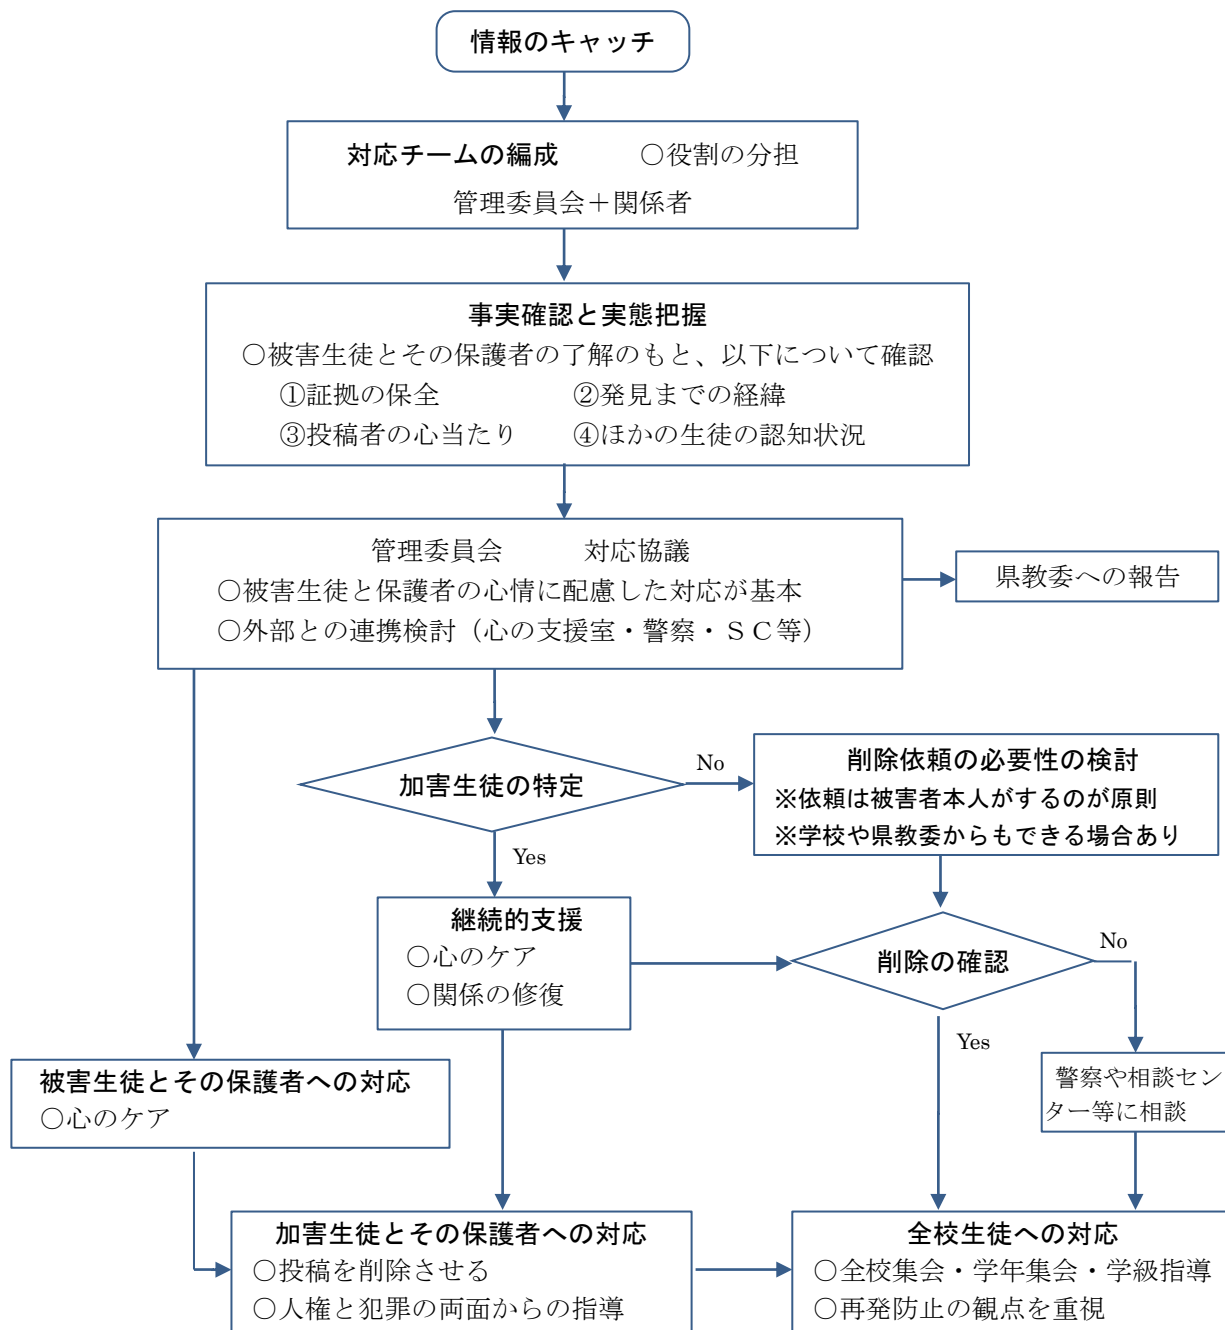 情報のキャッチ
対応チームの編成　　　○役割の分担
管理委員会＋関係者
事実確認と実態把握
○被害生徒とその保護者の了解のもと、以下について確認
①証拠の保全　　　　　②発見までの経緯
③投稿者の心当たり　　④ほかの生徒の認知状況
管理委員会　　　対応協議
○被害生徒と保護者の心情に配慮した対応が基本
○外部との連携検討（心の支援室・警察・ＳＣ等）
県教委への報告
加害生徒の特定
No
Yes
削除依頼の必要性の検討
※依頼は被害者本人がするのが原則
※学校や県教委からもできる場合あり
継続的支援
○心のケア
○関係の修復
削除の確認
No
Yes
警察や相談セン
ター等に相談
被害生徒とその保護者への対応
○心のケア
加害生徒とその保護者への対応
○投稿を削除させる
○人権と犯罪の両面からの指導
全校生徒への対応
○全校集会・学年集会・学級指導
○再発防止の観点を重視